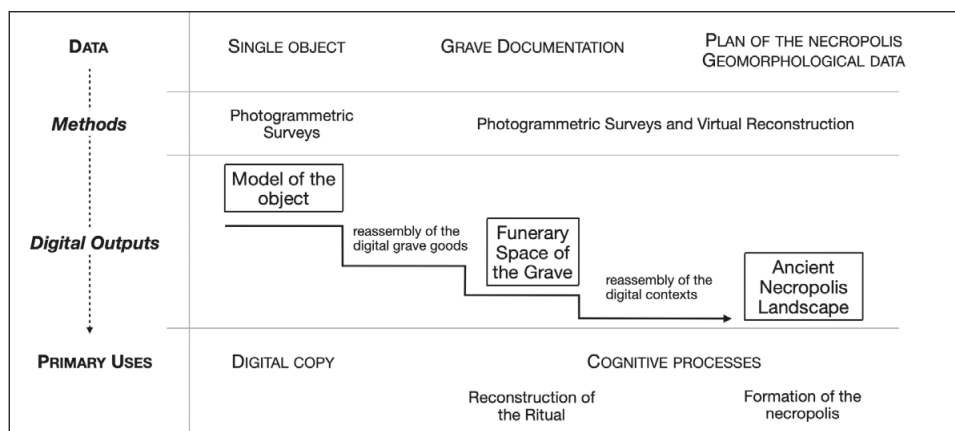 DATA
SINGLE OBJECT
GRAVE DOCUMENTATION
PLAN OF THE NECROPOLIS
GEOMORPHOLOGICAL DATA
Methods
Photogrammetric
Surveys
Photogrammetric Surveys and Virtual Reconstruction
Digital Outputs
Model of the
object
reassembly of the
digital grave goods
Funerary
Space of
the Grave
reassembly of the
digital contexts
Ancient
Necropolis
Landscape
PRIMARY USES
DIGITAL COPY
COGNITIVE PROCESSES
Reconstruction of
the Ritual
Formation of the
necropolis